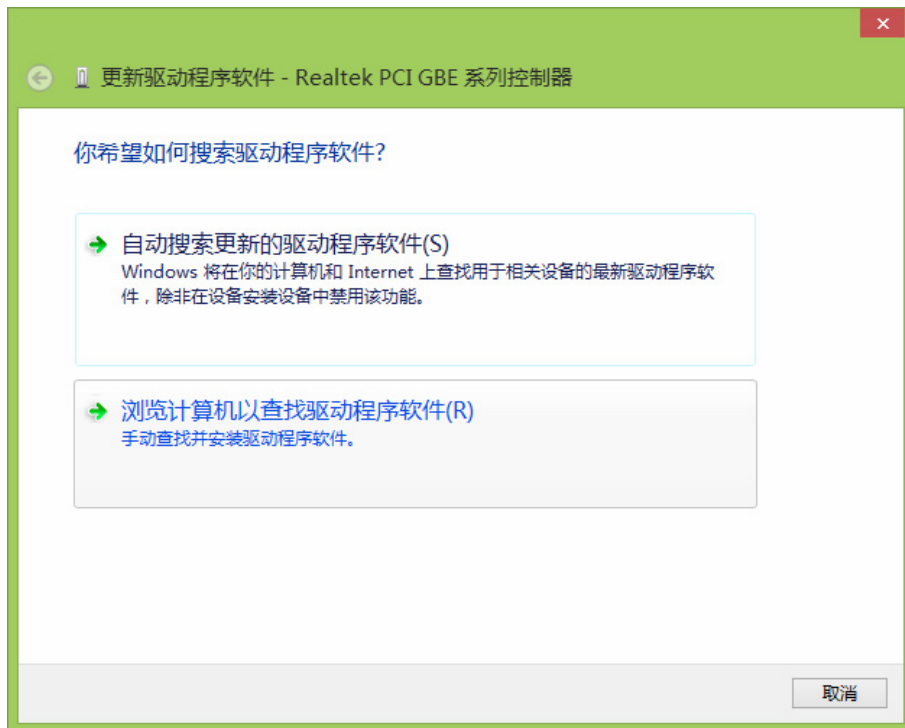 更新驱动程序软件 - Realtek PCI GBE 系列控制器
你希望如何搜索驱动程序软件?
自动搜索更新的驱动程序软件(S)
Windows 将在你的计算机和 Internet 上查找用于相关设备的最新驱动程序软
件，除非在设备安装设备中禁用该功能。
浏览计算机以查找驱动程序软件(R)
手动查找并安装驱动程序软件。
取消